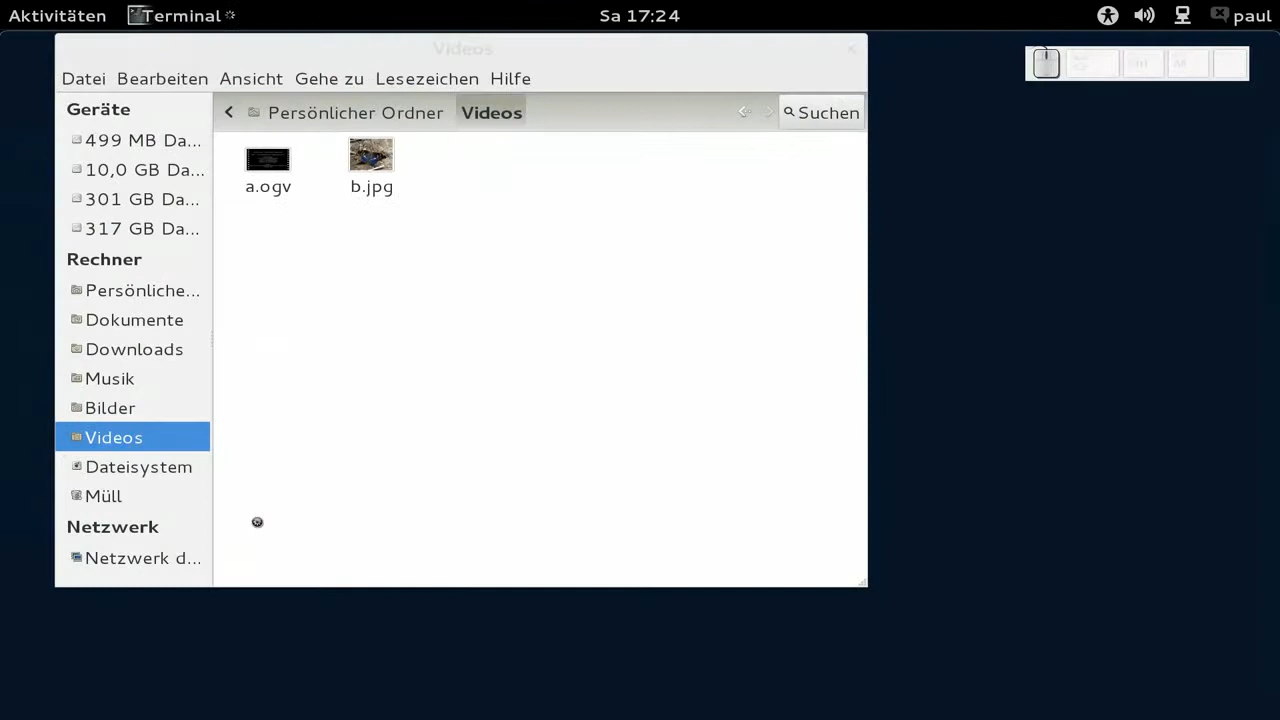 Aktivitäten Terminal Sa 17:24 paul
Videos
Datei Bearbeiten Ansicht Gehe zu Lesezeichen Hilfe
Geräte
499 MB Da...
10,0 GB Da...
301 GB Da...
317 GB Da...
Rechner
Persönliche...
Dokumente
Downloads
Musik
Bilder
Videos
Dateisystem
Müll
Netzwerk
Netzwerk d...
Persönlicher Ordner Videos Suchen
a.ogv b.jpg